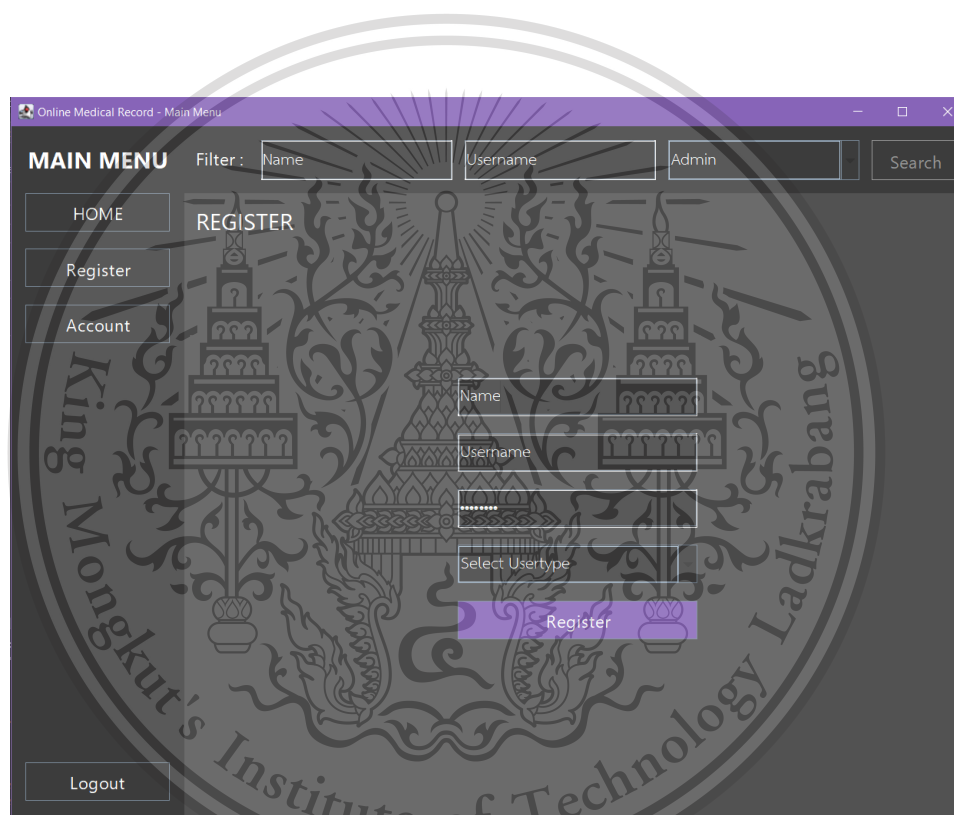 Online Medical Record - Main Menu
MAIN MENU Filter : Name Username Admin Search
HOME
REGISTER
Register
Account
Name
Username
••••••••
Select Usertype
Register
Logout
King Mongkut's Institute of Technology Ladkrabang